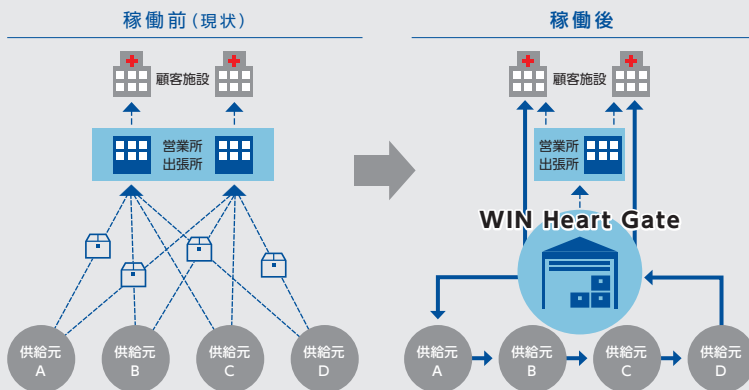 稼働前(現状)
顧客施設
営業所
出張所
供給元
A
供給元
B
供給元
C
供給元
D
稼働後
顧客施設
営業所
出張所
WIN Heart Gate
供給元
A
供給元
B
供給元
C
供給元
D